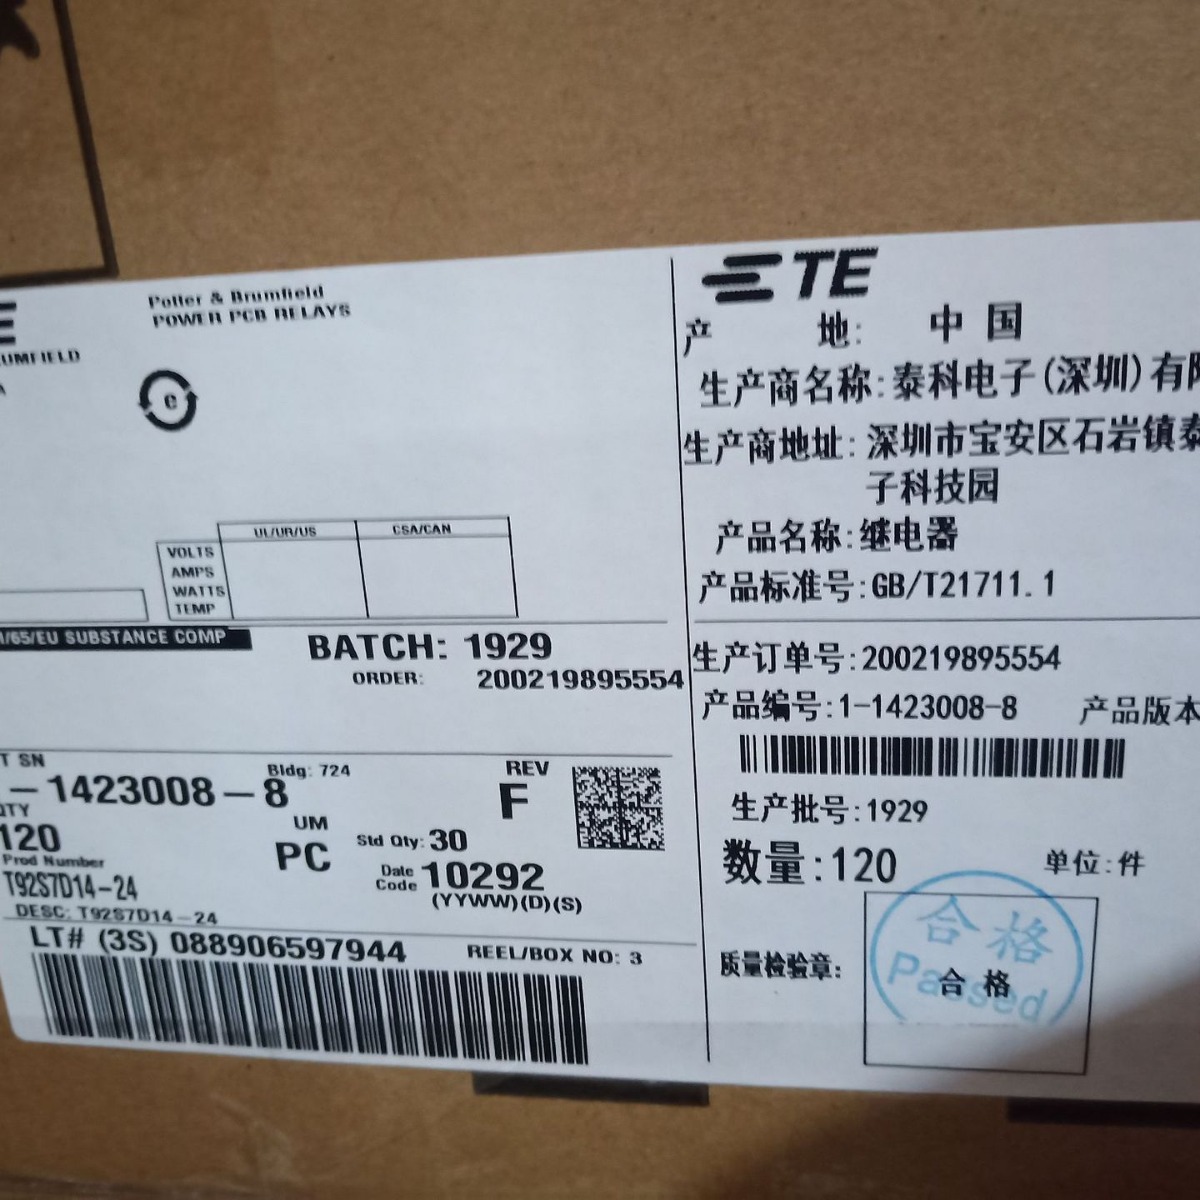 Potter & Brumfield
POWER PCB RELAYS
e
UL/UR/US CSA/CAN
VOLTS
AMPS
WATTS
TEMP
/65/EU SUBSTANCE COMP
BATCH: 1929
ORDER: 200219895554
T SN
-1423008-8
Bldg: 724
REV
F
QTY
120
UM
PC
Std Qty: 30
Prod Number
T92S7D14-24
Date Code 10292
(YYWW)(D)(S)
DESC: T92S7D14-24
LT# (3S) 088906597944
REEL/BOX NO: 3
TE
产 地: 中 国
生产商名称:泰科电子(深圳)有
生产商地址:深圳市宝安区石岩镇泰
子科技园
产品名称:继电器
产品标准号:GB/T21711.1
生产订单号:200219895554
产品编号:1-1423008-8 产品版本
生产批号:1929
数量:120 单位:件
质量检验章:
合格
Passed
合 格